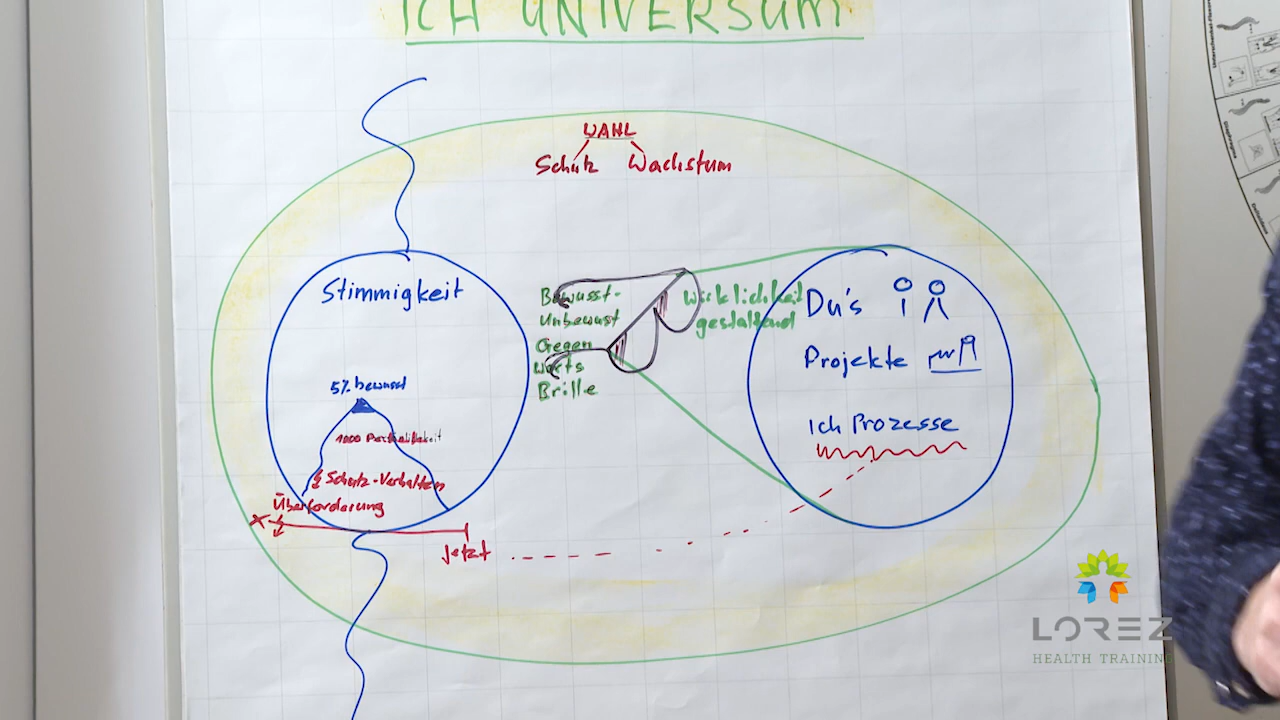 ICH UNIVERSUM
WAHL
Schutz Wachstum
Stimmigkeit
5% bewusst
Schutz-Verhalten
Überforderung
Jetzt
Bewusst-
Unbewusst
Gegen
warts
Brille
wirklichkeit
gestaltend
Du's
Projekte
Ich Prozesse
LOREZ
HEALTH TRAINING